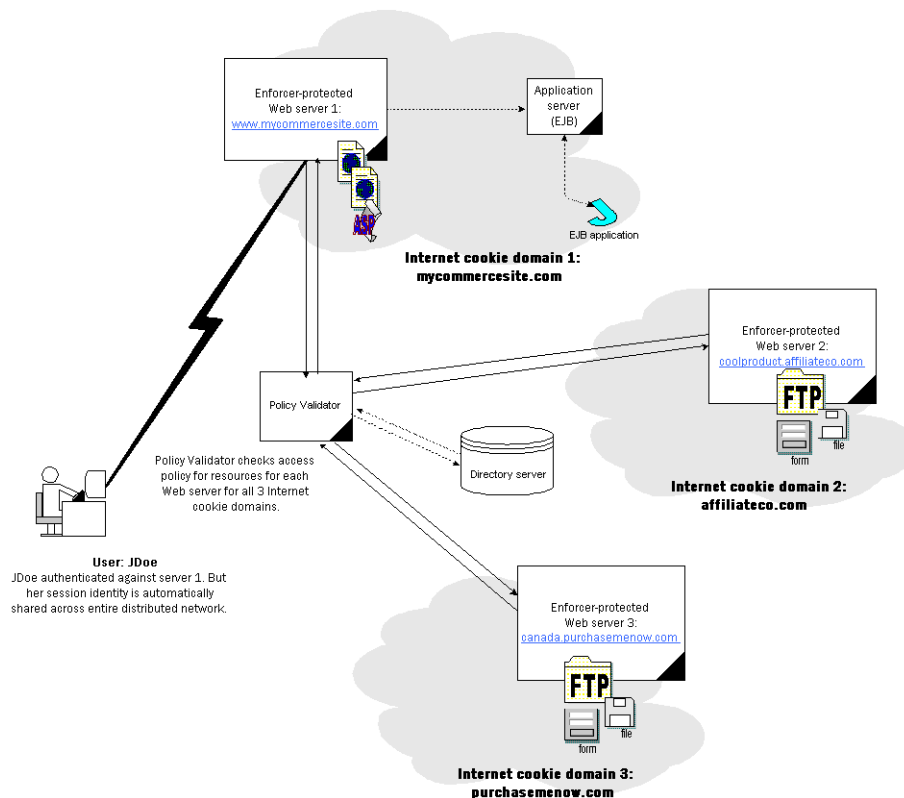 Enforcer-protected
Web server 1:
www.mycommercesite.com
Application
server
(EJB)
ASP
EJB application
Internet cookie domain 1:
mycommercesite.com
Enforcer-protected
Web server 2:
coolproduct.affiliateco.com
FTP
form
file
Internet cookie domain 2:
affiliateco.com
Policy Validator
Directory server
Policy Validator checks access
policy for resources for each
Web server for all 3 Internet
cookie domains.
User: JDoe
JDoe authenticated against server 1. But
her session identity is automatically
shared across entire distributed network.
Enforcer-protected
Web server 3:
canada.purchasemenow.com
FTP
form
file
Internet cookie domain 3:
purchasemenow.com